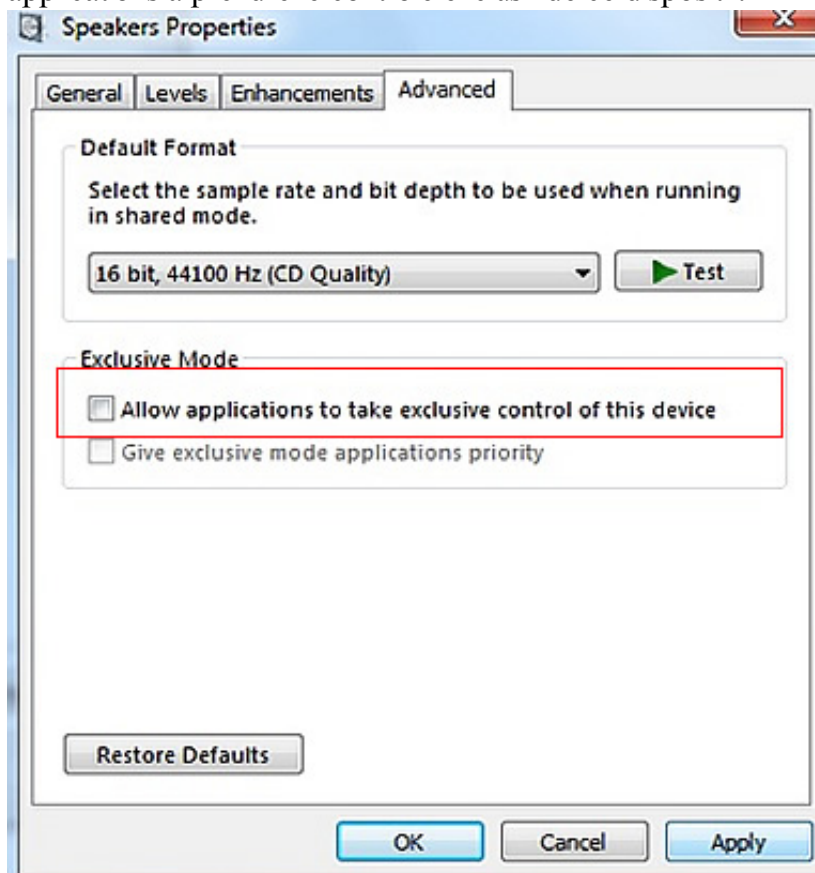 Speakers Properties
General Levels Enhancements Advanced
Default Format
Select the sample rate and bit depth to be used when running
in shared mode.
16 bit, 44100 Hz (CD Quality)
Test
Exclusive Mode
Allow applications to take exclusive control of this device
Give exclusive mode applications priority
Restore Defaults
OK Cancel Apply